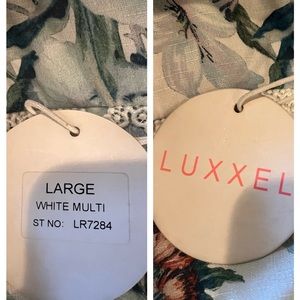 LARGE
WHITE MULTI
ST NO: LR7284
LUXXEL